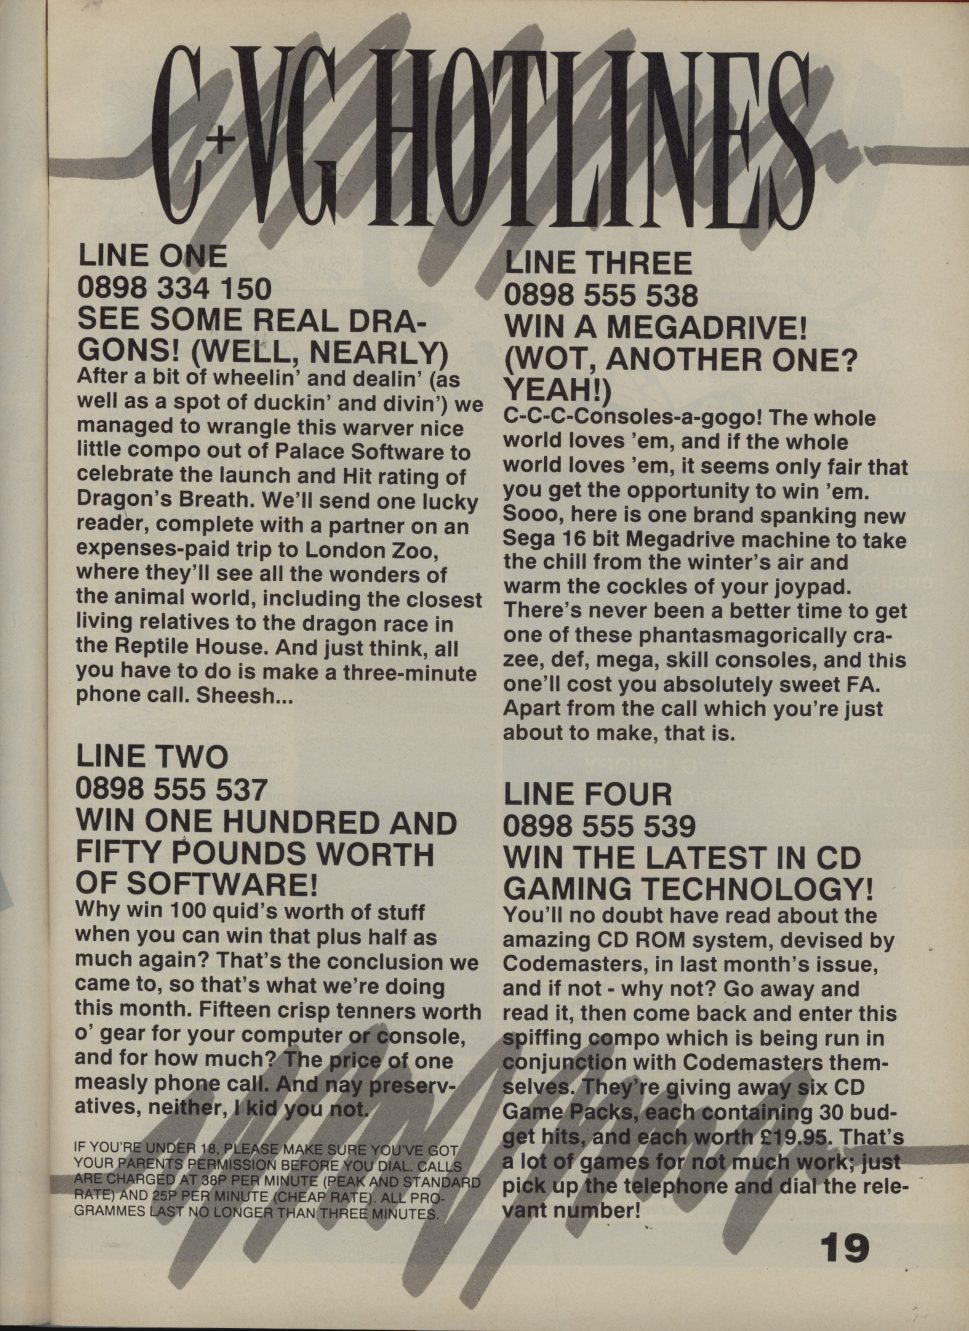 C+VG HOTLINES
LINE ONE
0898 334 150
SEE SOME REAL DRA-
GONS! (WELL, NEARLY)
After a bit of wheelin' and dealin' (as
well as a spot of duckin' and divin') we
managed to wrangle this warver nice
little compo out of Palace Software to
celebrate the launch and Hit rating of
Dragon's Breath. We'll send one lucky
reader, complete with a partner on an
expenses-paid trip to London Zoo,
where they'll see all the wonders of
the animal world, including the closest
living relatives to the dragon race in
the Reptile House. And just think, all
you have to do is make a three-minute
phone call. Sheesh...
LINE TWO
0898 555 537
WIN ONE HUNDRED AND
FIFTY POUNDS WORTH
OF SOFTWARE!
Why win 100 quid's worth of stuff
when you can win that plus half as
much again? That's the conclusion we
came to, so that's what we're doing
this month. Fifteen crisp tenners worth
o' gear for your computer or console,
and for how much? The price of one
measly phone call. And nay preserv-
atives, neither, I kid you not.
IF YOU'RE UNDER 18, PLEASE MAKE SURE YOU'VE GOT
YOUR PARENTS PERMISSION BEFORE YOU DIAL. CALLS
ARE CHARGED AT 38P PER MINUTE (PEAK AND STANDARD
RATE) AND 25P PER MINUTE (CHEAP RATE). ALL PRO-
GRAMMES LAST NO LONGER THAN THREE MINUTES.
LINE THREE
0898 555 538
WIN A MEGADRIVE!
(WOT, ANOTHER ONE?
YEAH!)
C-C-C-Consoles-a-gogo! The whole
world loves 'em, and if the whole
world loves 'em, it seems only fair that
you get the opportunity to win 'em.
Sooo, here is one brand spanking new
Sega 16 bit Megadrive machine to take
the chill from the winter's air and
warm the cockles of your joypad.
There's never been a better time to get
one of these phantasmagorically cra-
zee, def, mega, skill consoles, and this
one'll cost you absolutely sweet FA.
Apart from the call which you're just
about to make, that is.
LINE FOUR
0898 555 539
WIN THE LATEST IN CD
GAMING TECHNOLOGY!
You'll no doubt have read about the
amazing CD ROM system, devised by
Codemasters, in last month's issue,
and if not - why not? Go away and
read it, then come back and enter this
spiffing compo which is being run in
conjunction with Codemasters them-
selves. They're giving away six CD
Game Packs, each containing 30 bud-
get hits, and each worth £19.95. That's
a lot of games for not much work; just
pick up the telephone and dial the rele-
vant number!
19